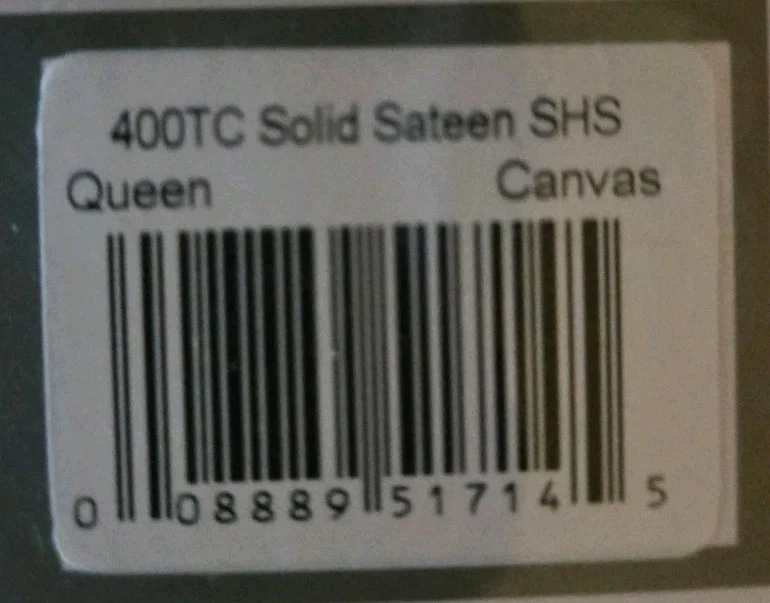 400TC Solid Sateen SHS
Queen Canvas
0 08889 51714 5